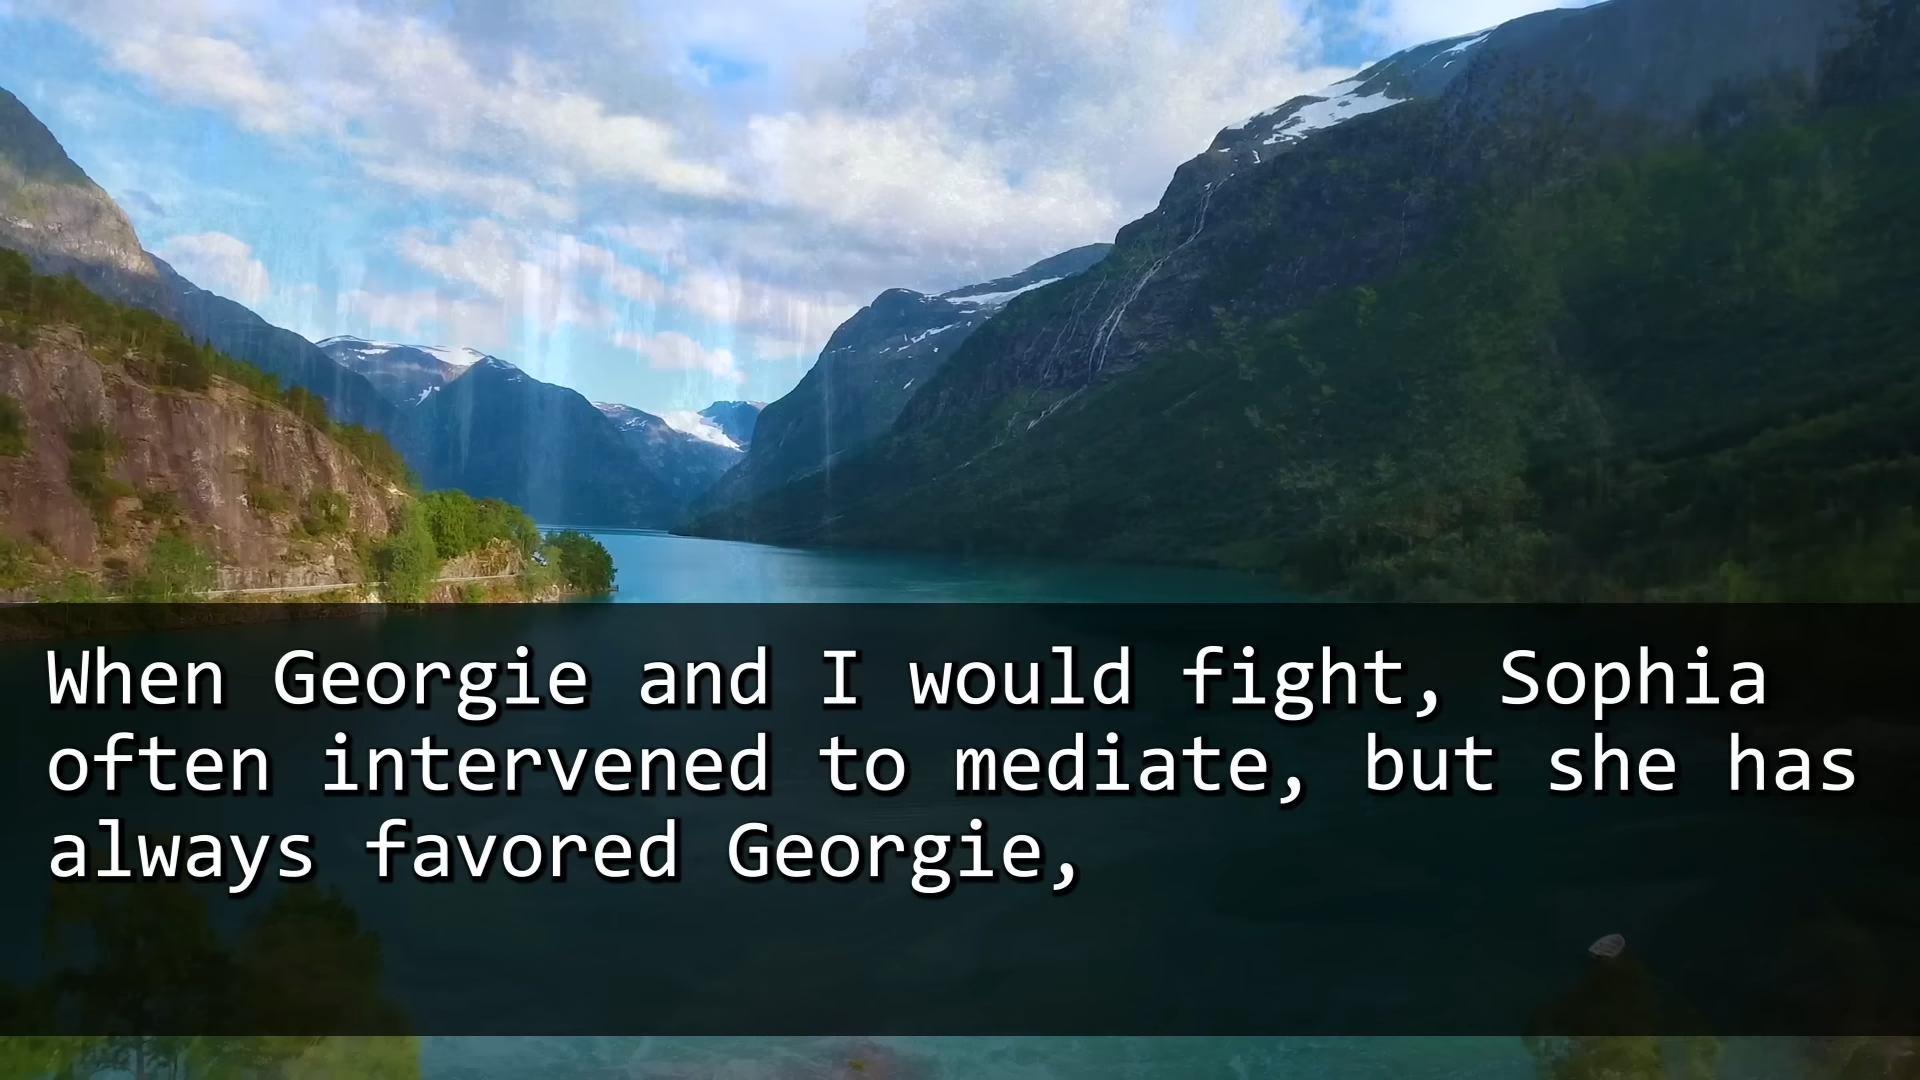 When Georgie and I would fight, Sophia
often intervened to mediate, but she has
always favored Georgie,